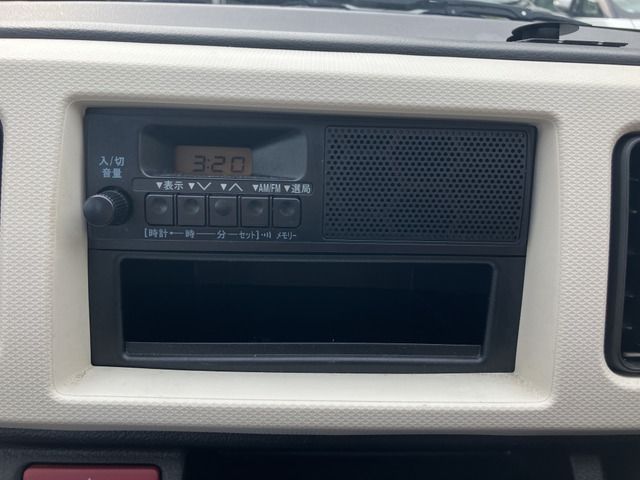 入/切
音量
3:20
▼表示 ▼∨ ▼∧ ▼AM/FM ▼選局
[時計・時 分 セット] メモリー